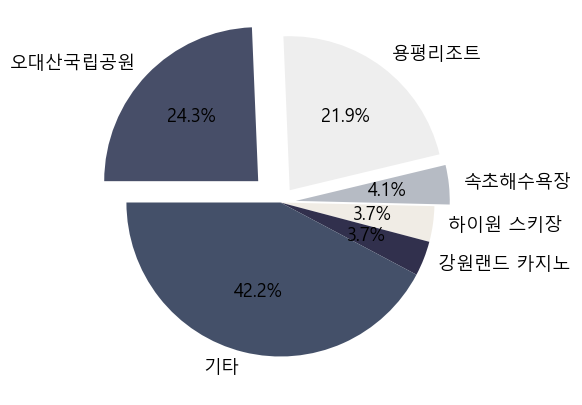 오대산국립공원
24.3%
용평리조트
21.9%
속초해수욕장
4.1%
하이원 스키장
3.7%
강원랜드 카지노
3.7%
기타
42.2%